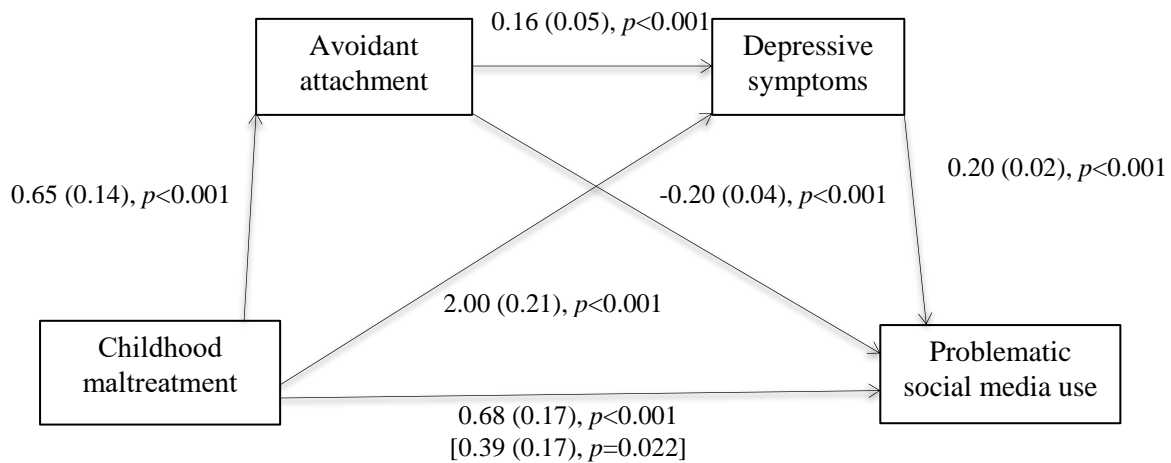 0.16 (0.05), p<0.001
Avoidant
attachment
Depressive
symptoms
0.65 (0.14), p<0.001
-0.20 (0.04), p<0.001
0.20 (0.02), p<0.001
2.00 (0.21), p<0.001
Childhood
maltreatment
Problematic
social media use
0.68 (0.17), p<0.001
[0.39 (0.17), p=0.022]